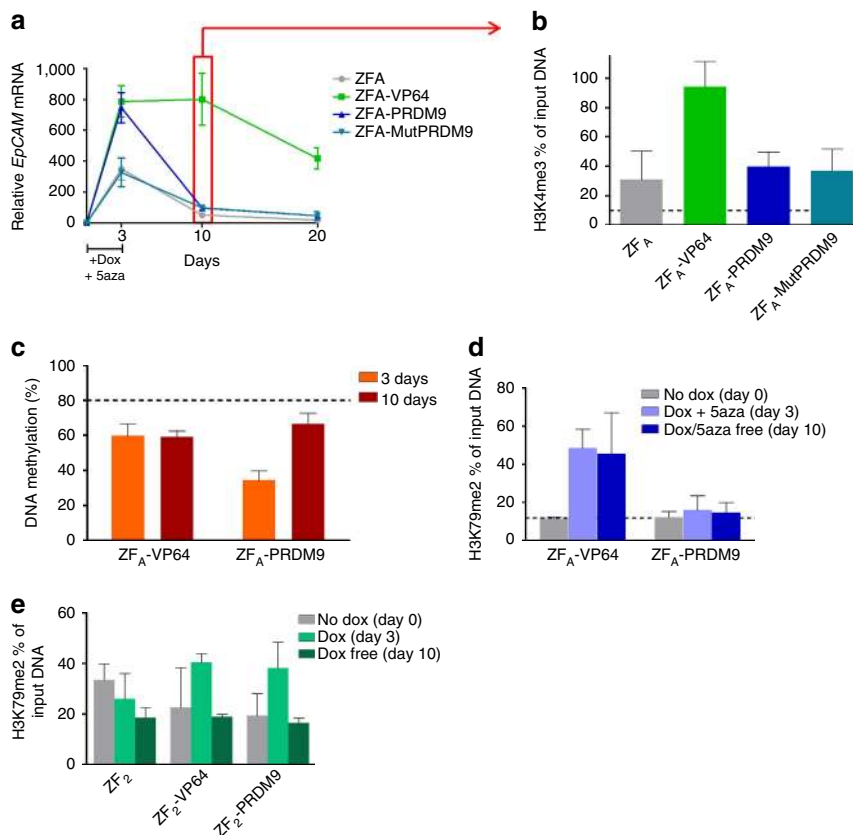 a
Relative EpCAM mRNA
1,000
800
600
400
200
0
3
10
20
+Dox
+ 5aza
Days
ZFA
ZFA-VP64
ZFA-PRDM9
ZFA-MutPRDM9
b
H3K4me3 % of input DNA
100
80
60
40
20
0
ZFA
ZFA-VP64
ZFA-PRDM9
ZFA-MutPRDM9
c
DNA methylation (%)
100
80
60
40
20
0
ZFA-VP64
ZFA-PRDM9
3 days
10 days
d
H3K79me2 % of input DNA
80
60
40
20
0
ZFA-VP64
ZFA-PRDM9
No dox (day 0)
Dox + 5aza (day 3)
Dox/5aza free (day 10)
e
H3K79me2 % of
input DNA
60
40
20
0
ZF2
ZF2-VP64
ZF2-PRDM9
No dox (day 0)
Dox (day 3)
Dox free (day 10)